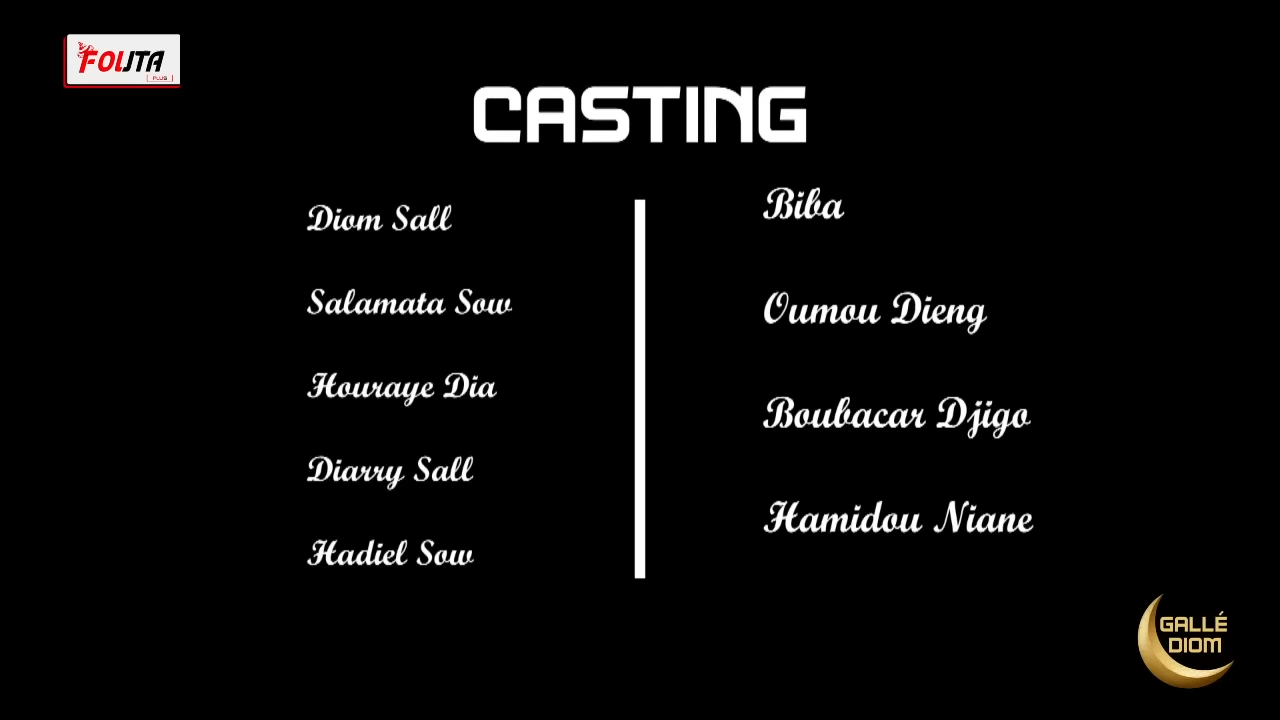 FOUTA
PLUS
CASTING
Diom Sall
Salamata Sow
Houraye Dia
Diarry Sall
Hadiel Sow
Biba
Oumou Dieng
Boubacar Djigo
Hamidou Niane
GALLÉ
DIOM